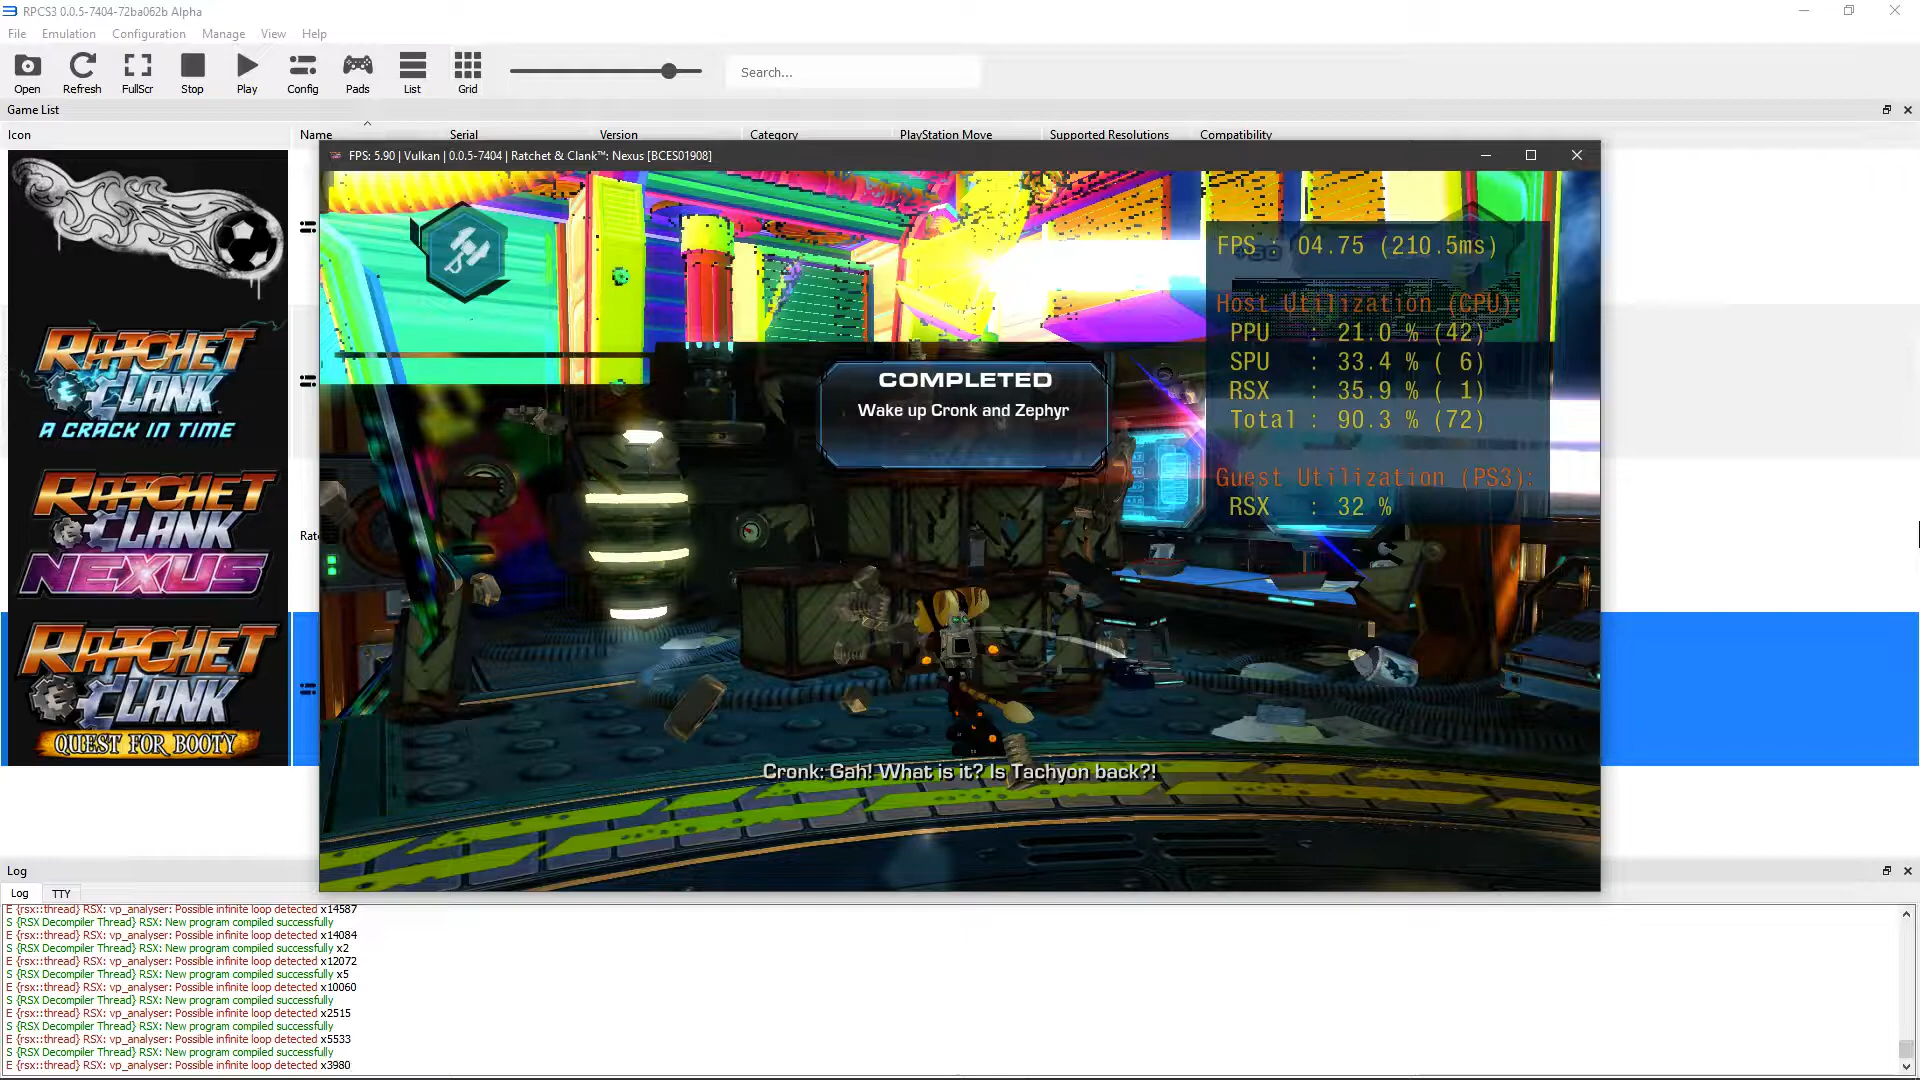 RPCS3 0.0.5-7404-72ba062b Alpha
File Emulation Configuration Manage View Help
Open Refresh FullScr Stop Play Config Pads List Grid Search...
Game List
Icon Name Serial Version Category PlayStation Move Supported Resolutions Compatibility
FPS: 5.90 | Vulkan | 0.0.5-7404 | Ratchet & Clank™: Nexus [BCES01908]
FPS : 04.75 (210.5ms)
Host Utilization (CPU):
PPU : 21.0 % (42)
SPU : 33.4 % ( 6)
RSX : 35.9 % ( 1)
Total : 90.3 % (72)
Guest Utilization (PS3):
RSX : 32 %
COMPLETED
Wake up Cronk and Zephyr
RATCHET
CLANK
A CRACK IN TIME
RATCHET
CLANK
NEXUS
Rat
RATCHET
CLANK
QUEST FOR BOOTY
Cronk: Gah! What is it? Is Tachyon back?!
Log
Log TTY
E {rsx::thread} RSX: vp_analyser: Possible infinite loop detected x14587
S {RSX Decompiler Thread} RSX: New program compiled successfully
E {rsx::thread} RSX: vp_analyser: Possible infinite loop detected x14084
S {RSX Decompiler Thread} RSX: New program compiled successfully x2
E {rsx::thread} RSX: vp_analyser: Possible infinite loop detected x12072
S {RSX Decompiler Thread} RSX: New program compiled successfully x5
E {rsx::thread} RSX: vp_analyser: Possible infinite loop detected x10060
S {RSX Decompiler Thread} RSX: New program compiled successfully
E {rsx::thread} RSX: vp_analyser: Possible infinite loop detected x2515
S {RSX Decompiler Thread} RSX: New program compiled successfully
E {rsx::thread} RSX: vp_analyser: Possible infinite loop detected x5533
S {RSX Decompiler Thread} RSX: New program compiled successfully
E {rsx::thread} RSX: vp_analyser: Possible infinite loop detected x3980